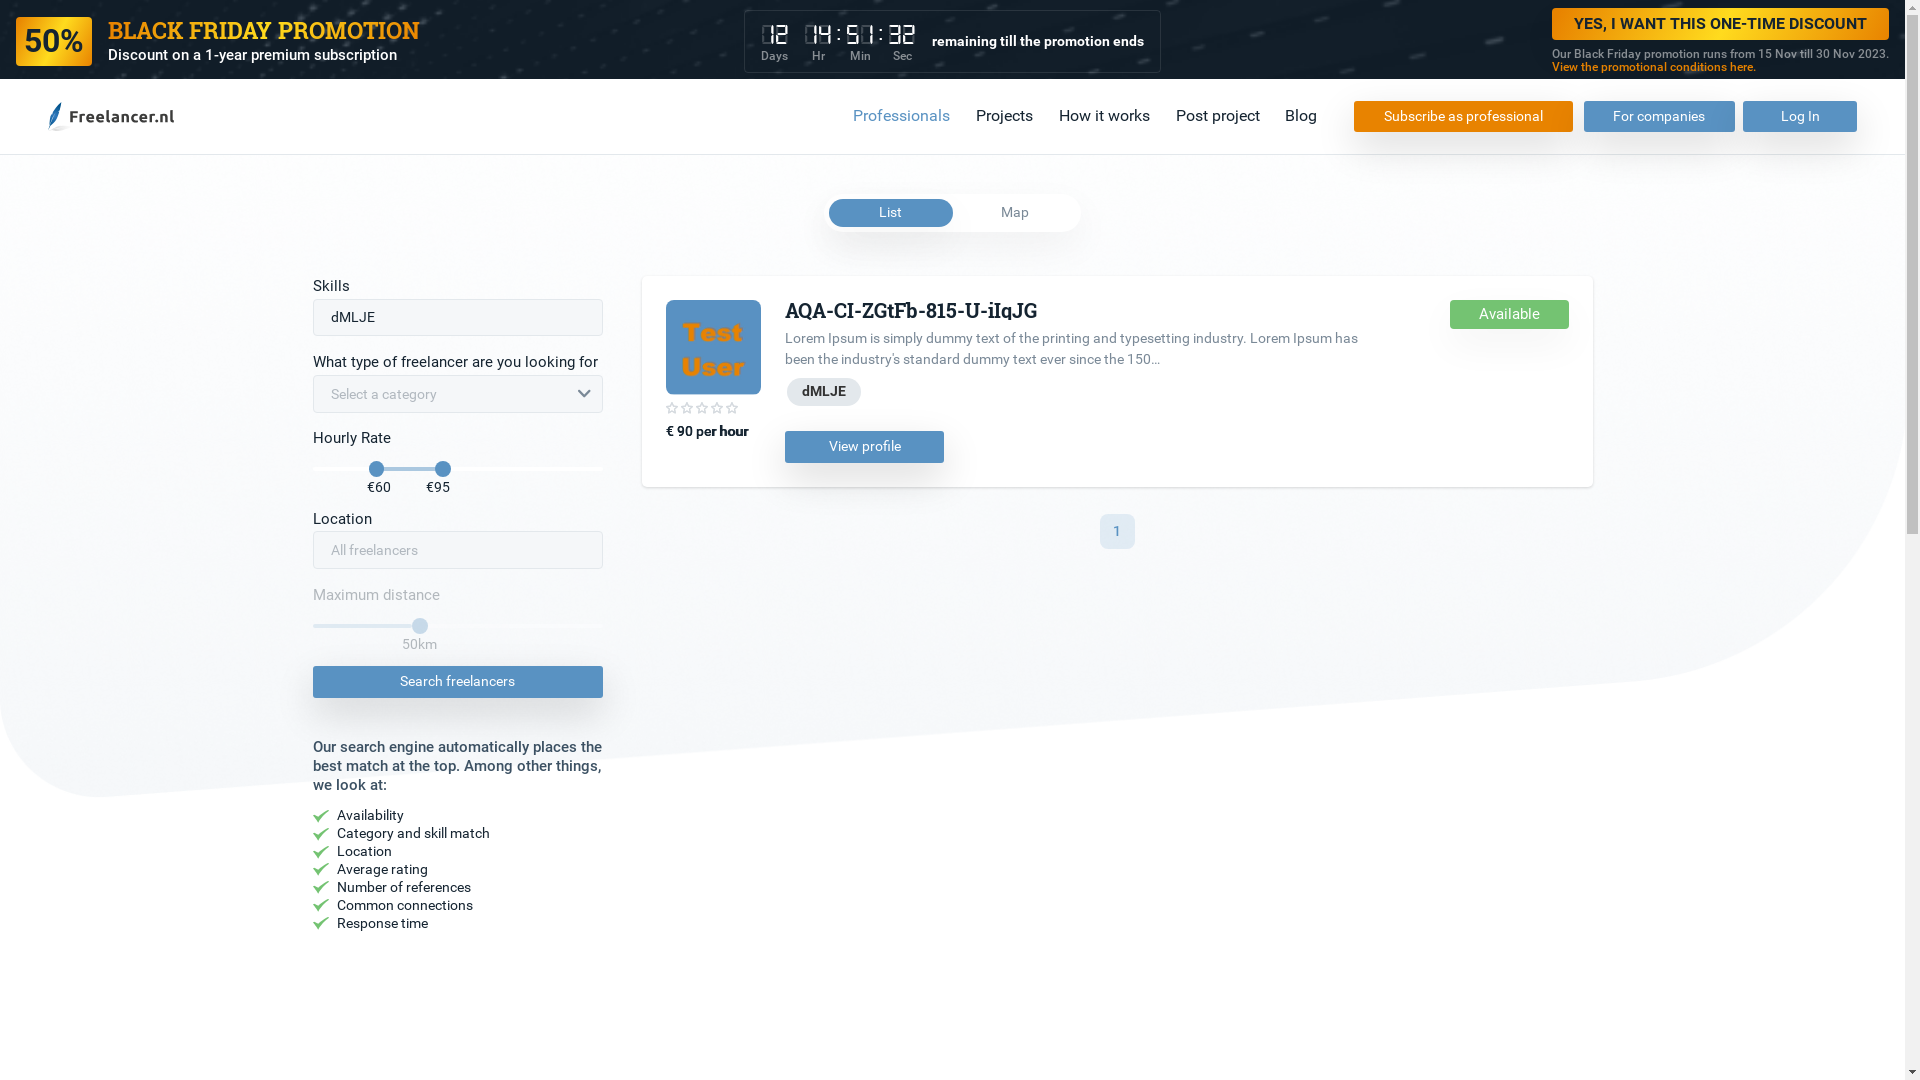 50%
BLACK FRIDAY PROMOTION
Discount on a 1-year premium subscription
12 14:51:32
Days Hr Min Sec
remaining till the promotion ends
YES, I WANT THIS ONE-TIME DISCOUNT
Our Black Friday promotion runs from 15 Nov till 30 Nov 2023.
View the promotional conditions here.
Freelancer.nl
Professionals Projects How it works Post project Blog Subscribe as professional For companies Log In
List Map
Skills
dMLJE
What type of freelancer are you looking for
Select a category
Hourly Rate
€60 €95
Location
All freelancers
Maximum distance
50km
Search freelancers
Our search engine automatically places the
best match at the top. Among other things,
we look at:
Availability
Category and skill match
Location
Average rating
Number of references
Common connections
Response time
Test
User
€ 90 per hour
AQA-CI-ZGtFb-815-U-iIqJG
Available
Lorem Ipsum is simply dummy text of the printing and typesetting industry. Lorem Ipsum has
been the industry's standard dummy text ever since the 150...
dMLJE
View profile
1